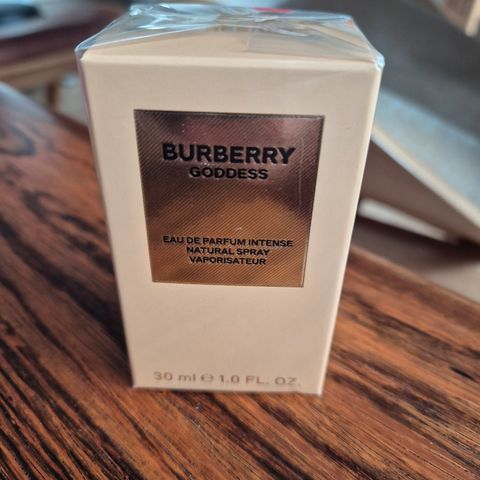 BURBERRY
GODDESS
EAU DE PARFUM INTENSE
NATURAL SPRAY
VAPORISATEUR
30 ml ℮ 1.0 FL. OZ.